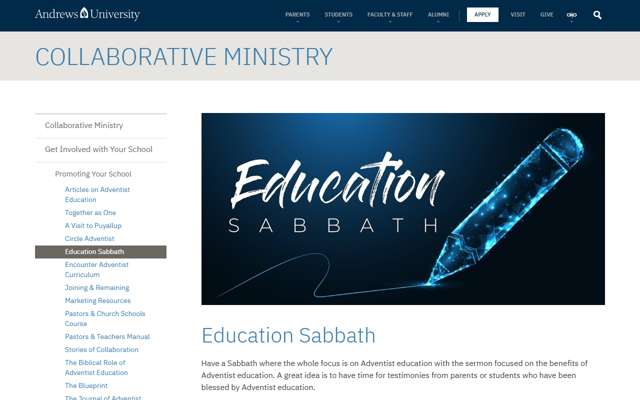 Andrews University
PARENTS STUDENTS FACULTY & STAFF ALUMNI APPLY VISIT GIVE
COLLABORATIVE MINISTRY
Collaborative Ministry
Get Involved with Your School
Promoting Your School
Articles on Adventist
Education
Together as One
A Visit to Puyallup
Circle Adventist
Education Sabbath
Encounter Adventist
Curriculum
Joining & Remaining
Marketing Resources
Pastors & Church Schools
Course
Pastors & Teachers Manual
Stories of Collaboration
The Biblical Role of
Adventist Education
The Blueprint
The Journal of Adventist
Education
SABBATH
Education Sabbath
Have a Sabbath where the whole focus is on Adventist education with the sermon focused on the benefits of
Adventist education. A great idea is to have time for testimonies from parents or students who have been
blessed by Adventist education.